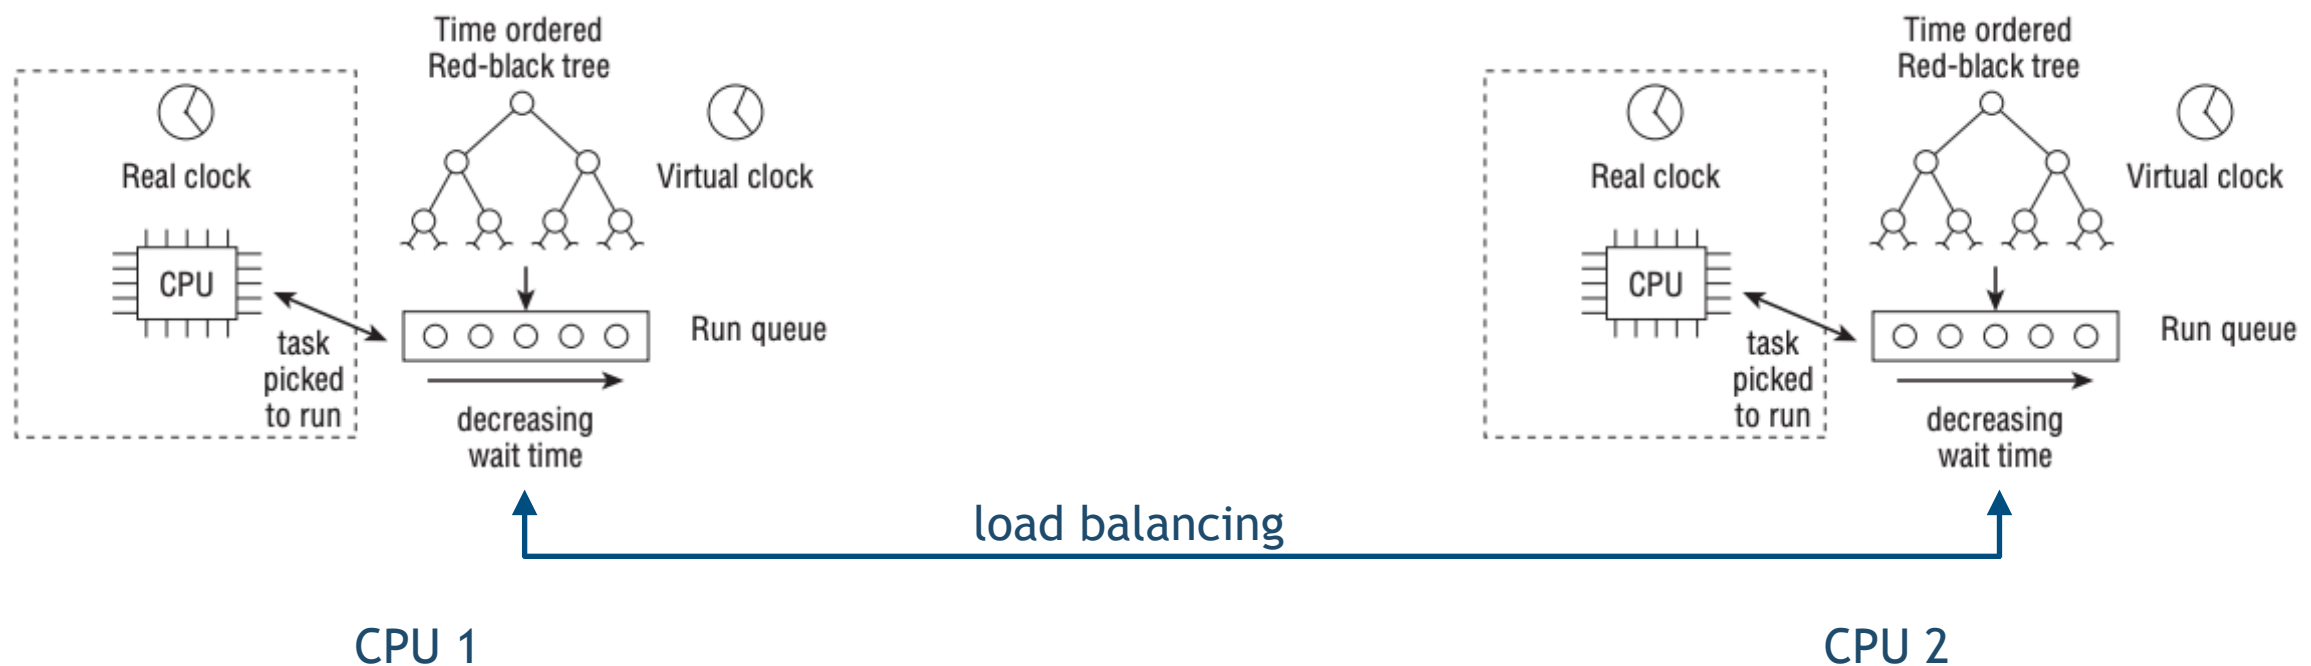 Time ordered
Red-black tree
Real clock
Virtual clock
CPU
task
picked
to run
Run queue
decreasing
wait time
Time ordered
Red-black tree
Real clock
Virtual clock
CPU
task
picked
to run
Run queue
decreasing
wait time
load balancing
CPU 1
CPU 2